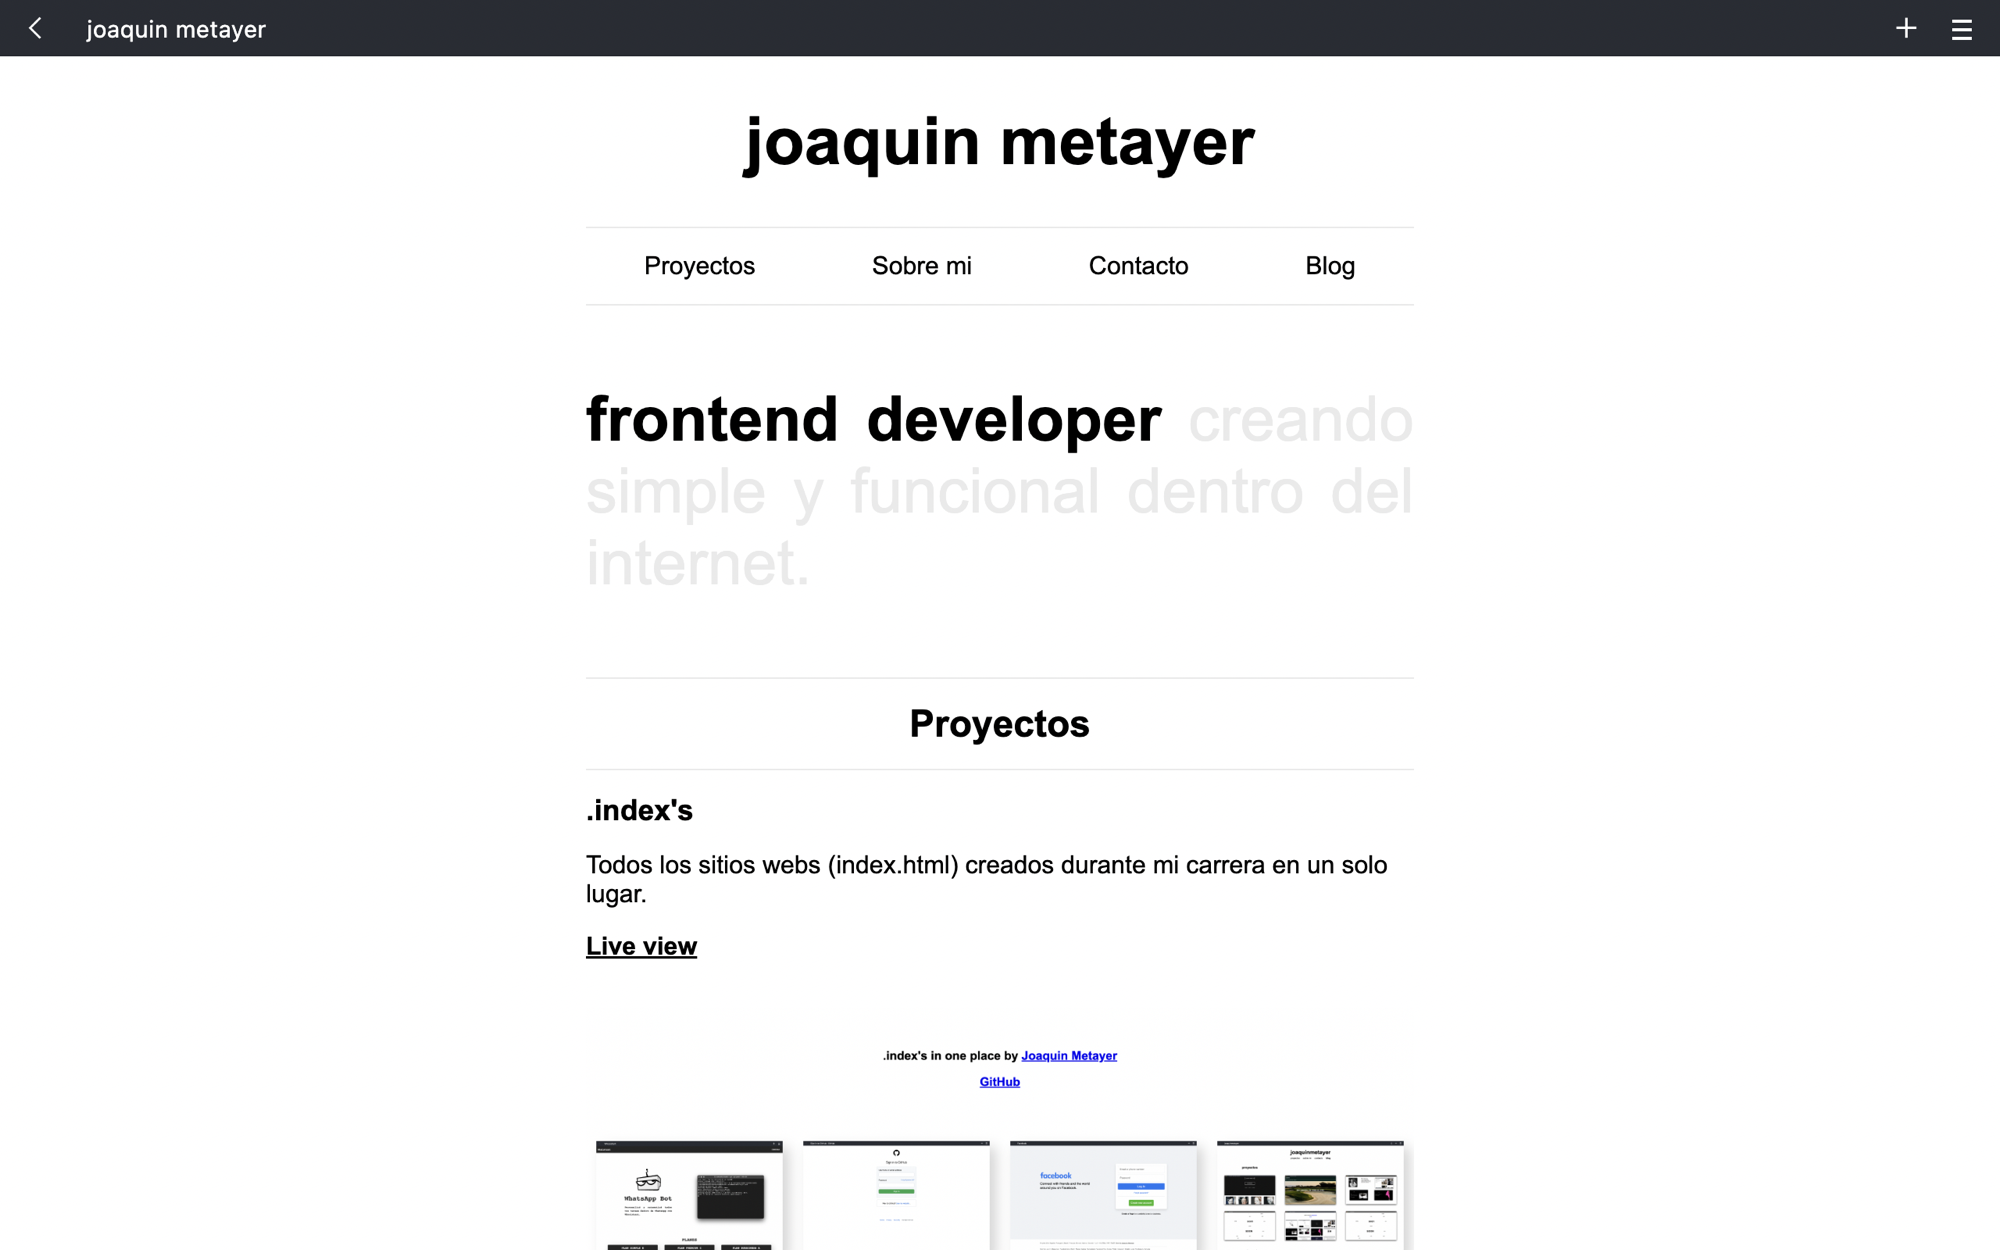 joaquin metayer
joaquin metayer
Proyectos Sobre mi Contacto Blog
frontend developer creando
simple y funcional dentro del
internet.
Proyectos
.index's
Todos los sitios webs (index.html) creados durante mi carrera en un solo
lugar.
Live view
.index's in one place by Joaquin Metayer
GitHub
WhatsApp Bot
facebook
joaquinmetayer